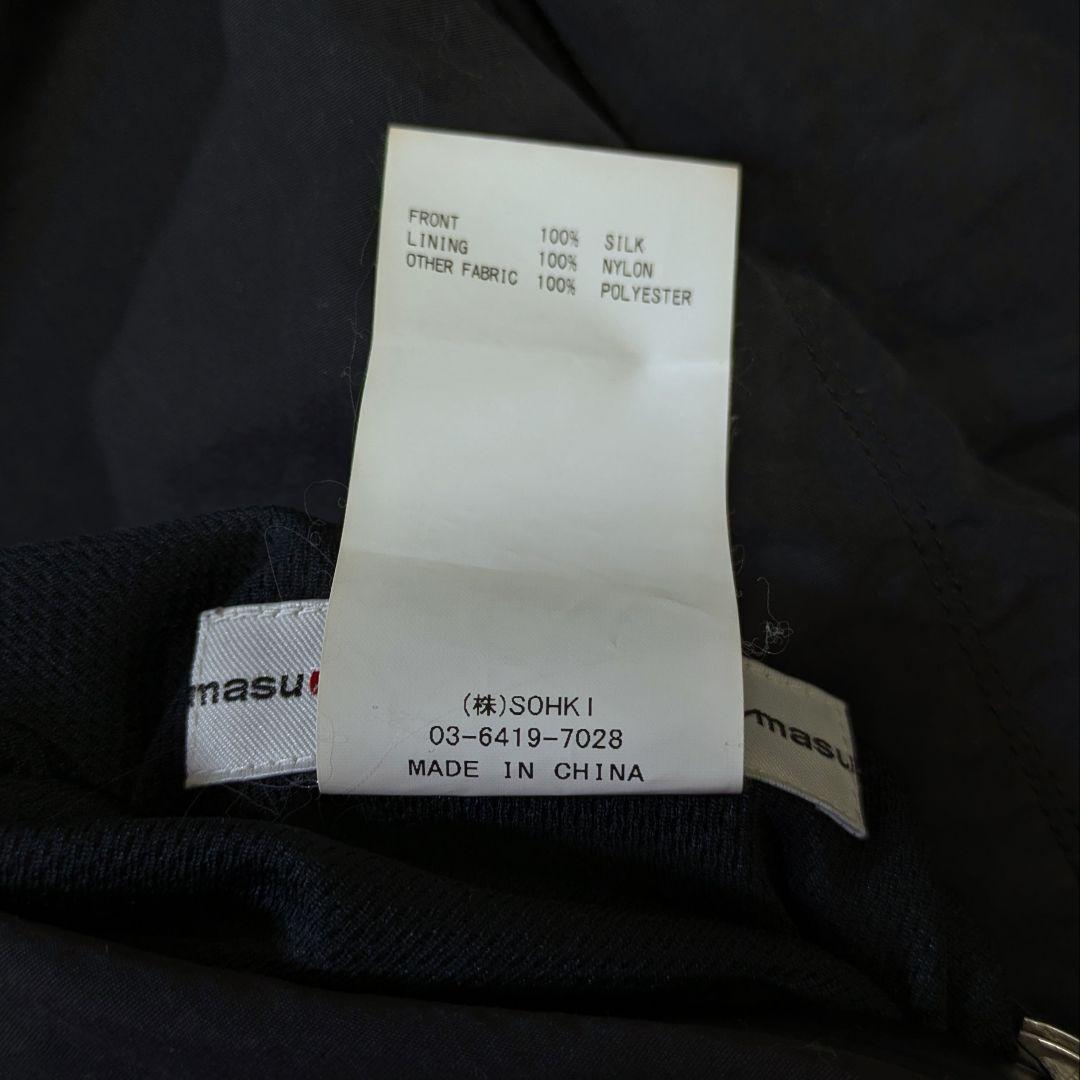 FRONT 100% SILK
LINING 100% NYLON
OTHER FABRIC 100% POLYESTER
masu
masu
(株)SOHKI
03-6419-7028
MADE IN CHINA